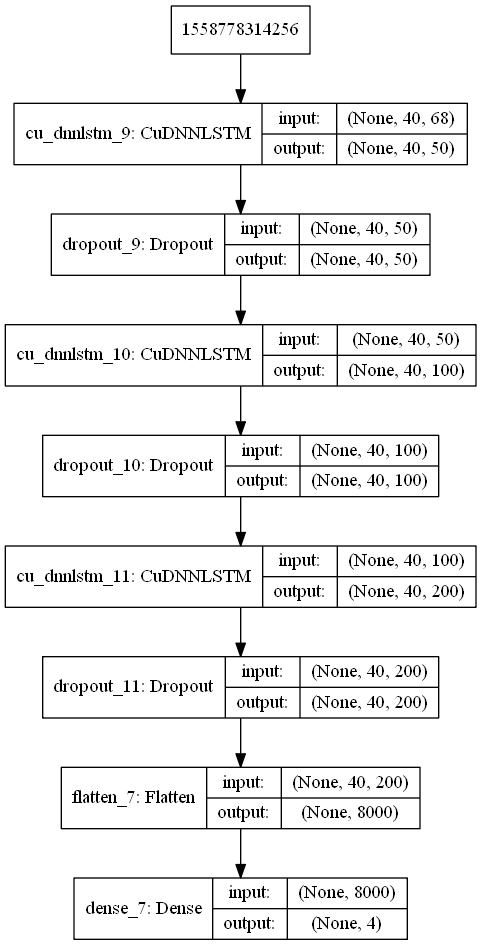 1558778314256
cu_dnnlstm_9: CuDNNLSTM
input: (None, 40, 68)
output: (None, 40, 50)
dropout_9: Dropout
input: (None, 40, 50)
output: (None, 40, 50)
cu_dnnlstm_10: CuDNNLSTM
input: (None, 40, 50)
output: (None, 40, 100)
dropout_10: Dropout
input: (None, 40, 100)
output: (None, 40, 100)
cu_dnnlstm_11: CuDNNLSTM
input: (None, 40, 100)
output: (None, 40, 200)
dropout_11: Dropout
input: (None, 40, 200)
output: (None, 40, 200)
flatten_7: Flatten
input: (None, 40, 200)
output: (None, 8000)
dense_7: Dense
input: (None, 8000)
output: (None, 4)